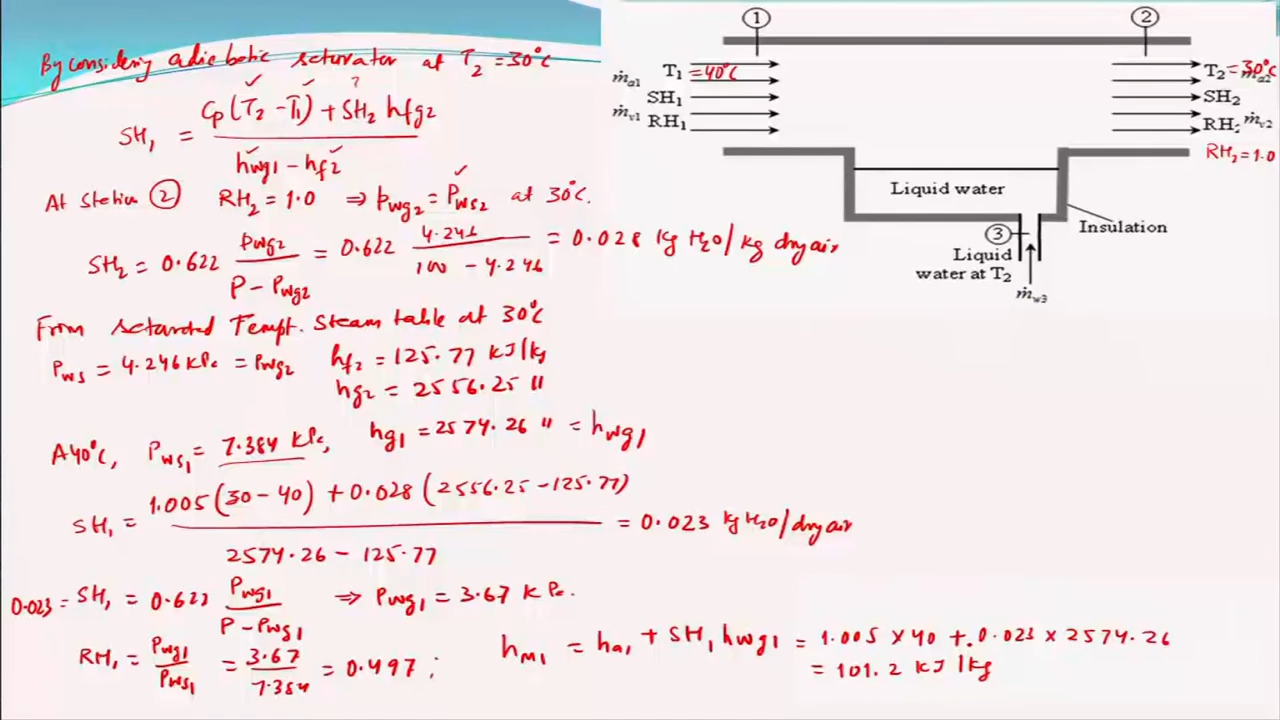 By considering adiabatic saturator at T2 = 30°C
SH1 = (Cp(T2 - T1) + SH2 hfg2) / (hwg1 - hf2)
✓ ✓ ?
✓ ✓
At Station ② RH2 = 1.0 ⇒ Pwg2 = Pws2 at 30°C.
✓
SH2 = 0.622 Pwg2 / (P - Pwg2) = 0.622 4.246 / (100 - 4.246) = 0.028 kg H2O/kg dry air
From saturated Tempt. Steam table at 30°C
Pws = 4.246 KPa = Pwg2 hf2 = 125.77 KJ/kg
hg2 = 2556.25 "
A 40°C, Pws1 = 7.384 KPa, hg1 = 2574.26 " = hwg1
SH1 = (1.005(30 - 40) + 0.028(2556.25 - 125.77)) / (2574.26 - 125.77) = 0.023 kg H2O/dry air
0.023 = SH1 = 0.622 Pwg1 / (P - Pwg1) ⇒ Pwg1 = 3.67 KPa.
RH1 = Pwg1 / Pws1 = 3.67 / 7.384 = 0.497 ;
hM1 = ha1 + SH1 hwg1 = 1.005 × 40 + 0.023 × 2574.26
= 101.2 KJ/kg
① ②
ṁa1 T1 = 40°C
SH1
ṁv1 RH1
T2 = 30°C
ṁa2
SH2
RH2 ṁv2
RH2 = 1.0
Liquid water
Insulation
③
Liquid
water at T2
ṁw3